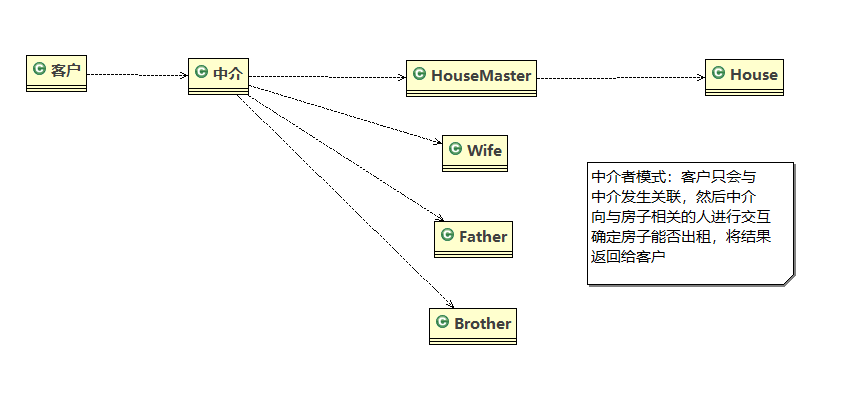 客户
中介
HouseMaster
House
Wife
中介者模式：客户只会与
中介发生关联，然后中介
向与房子相关的人进行交互
确定房子能否出租，将结果
返回给客户
Father
Brother